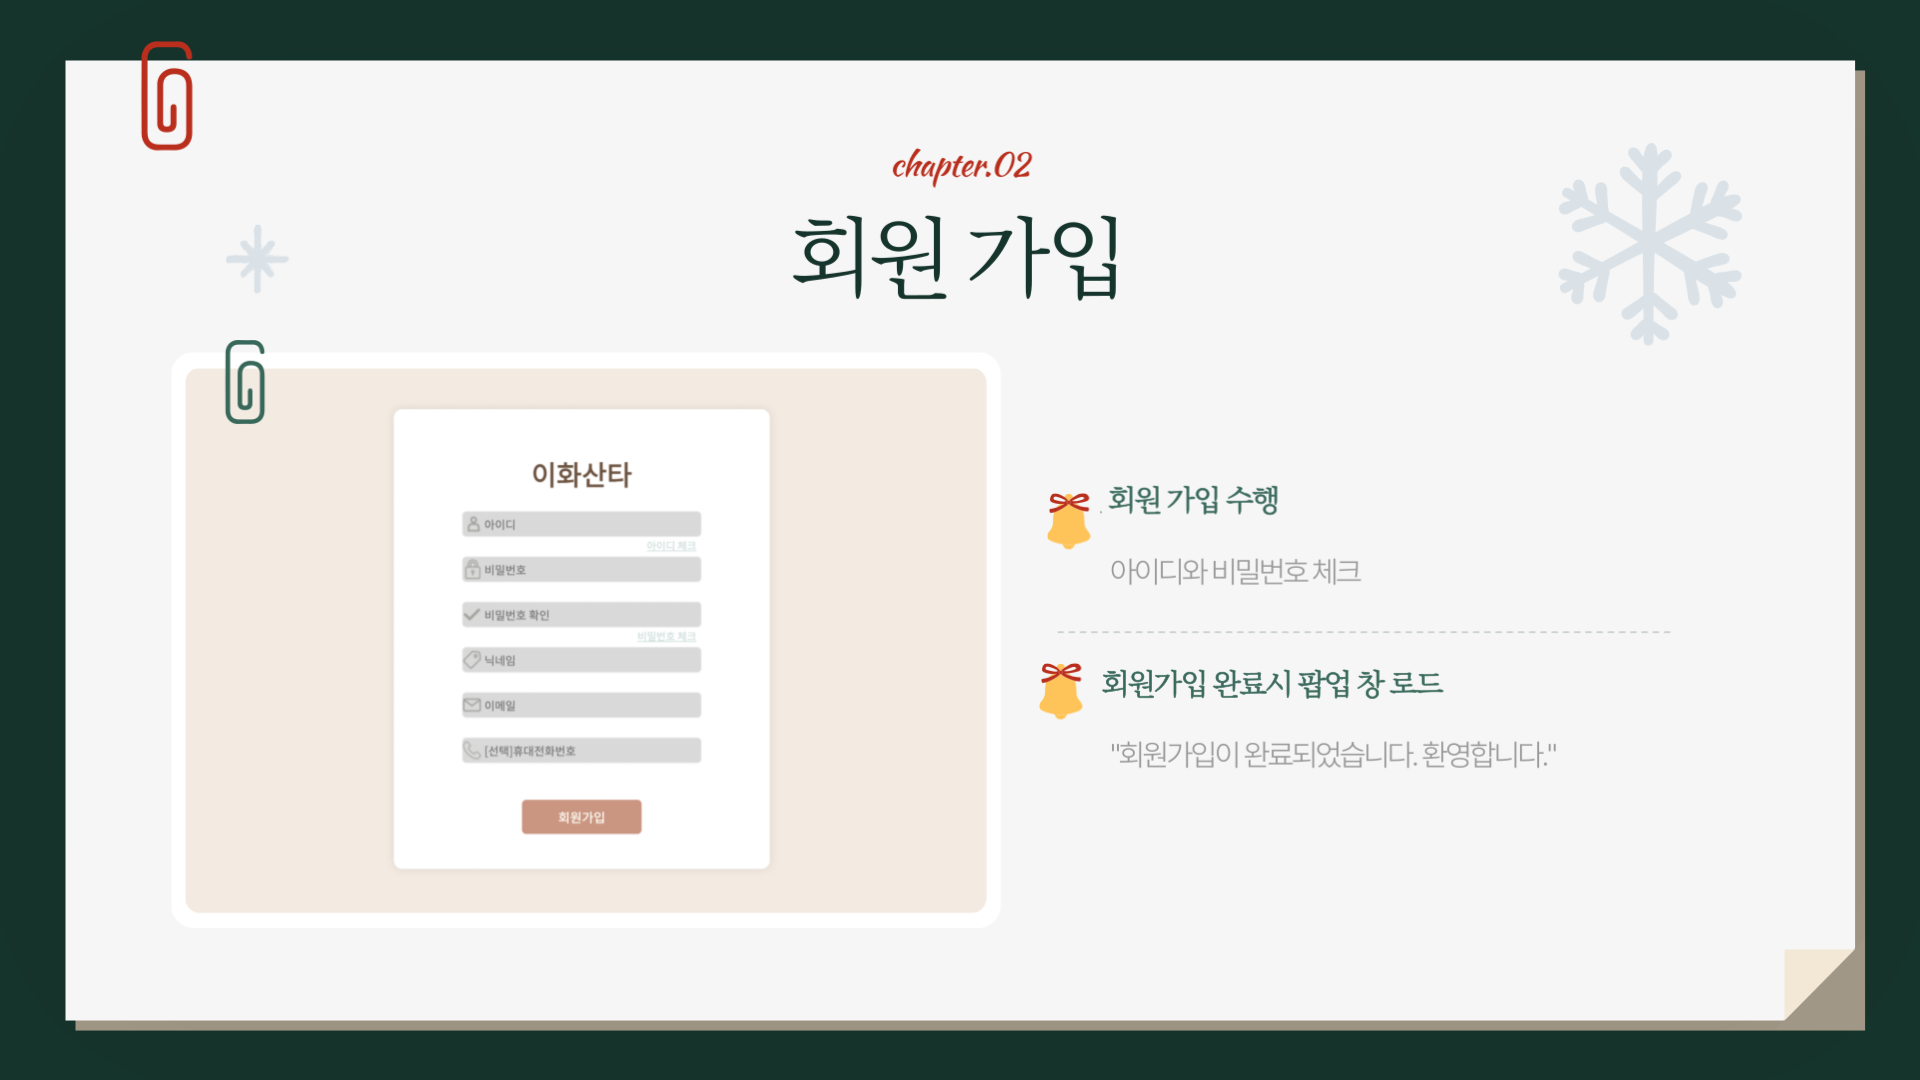 chapter.02
회원 가입
이화산타
아이디
아이디 체크
비밀번호
비밀번호 확인
비밀번호 체크
닉네임
이메일
[선택]휴대전화번호
회원가입
. 회원 가입 수행
아이디와 비밀번호 체크
회원가입 완료시 팝업 창 로드
"회원가입이 완료되었습니다. 환영합니다."